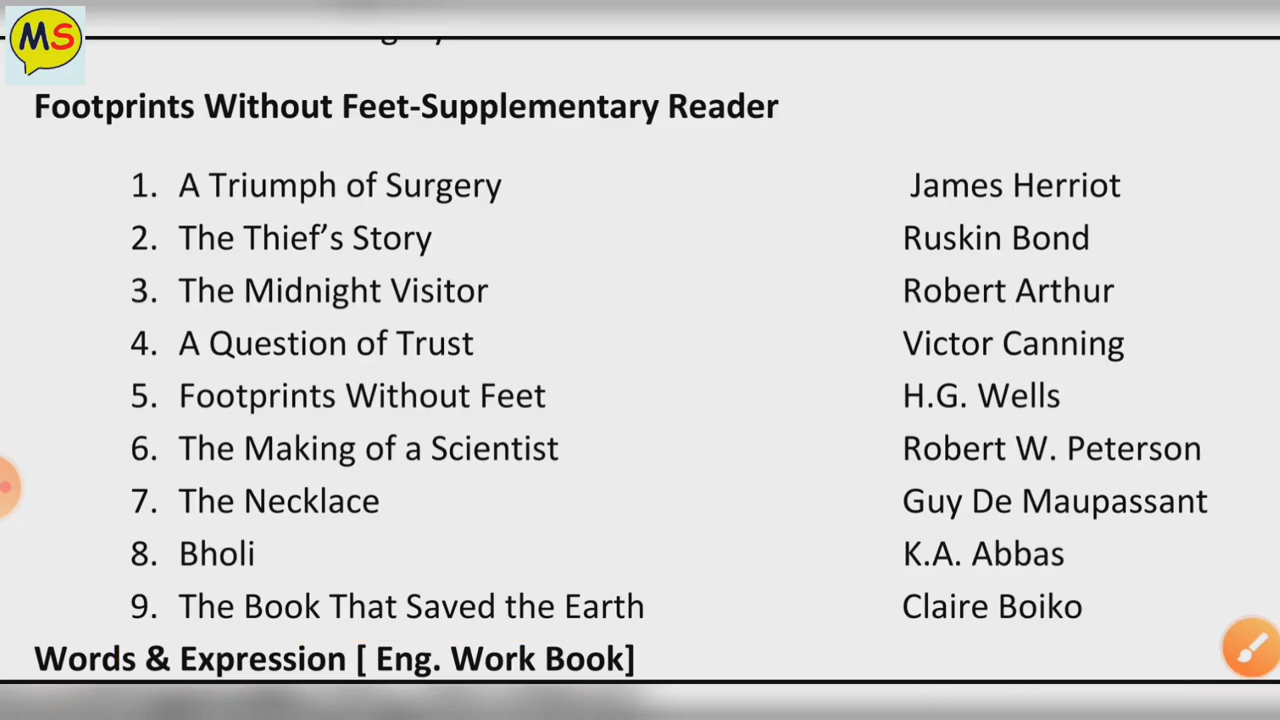 MS
Footprints Without Feet-Supplementary Reader
1. A Triumph of Surgery James Herriot
2. The Thief’s Story Ruskin Bond
3. The Midnight Visitor Robert Arthur
4. A Question of Trust Victor Canning
5. Footprints Without Feet H.G. Wells
6. The Making of a Scientist Robert W. Peterson
7. The Necklace Guy De Maupassant
8. Bholi K.A. Abbas
9. The Book That Saved the Earth Claire Boiko
Words & Expression [ Eng. Work Book]